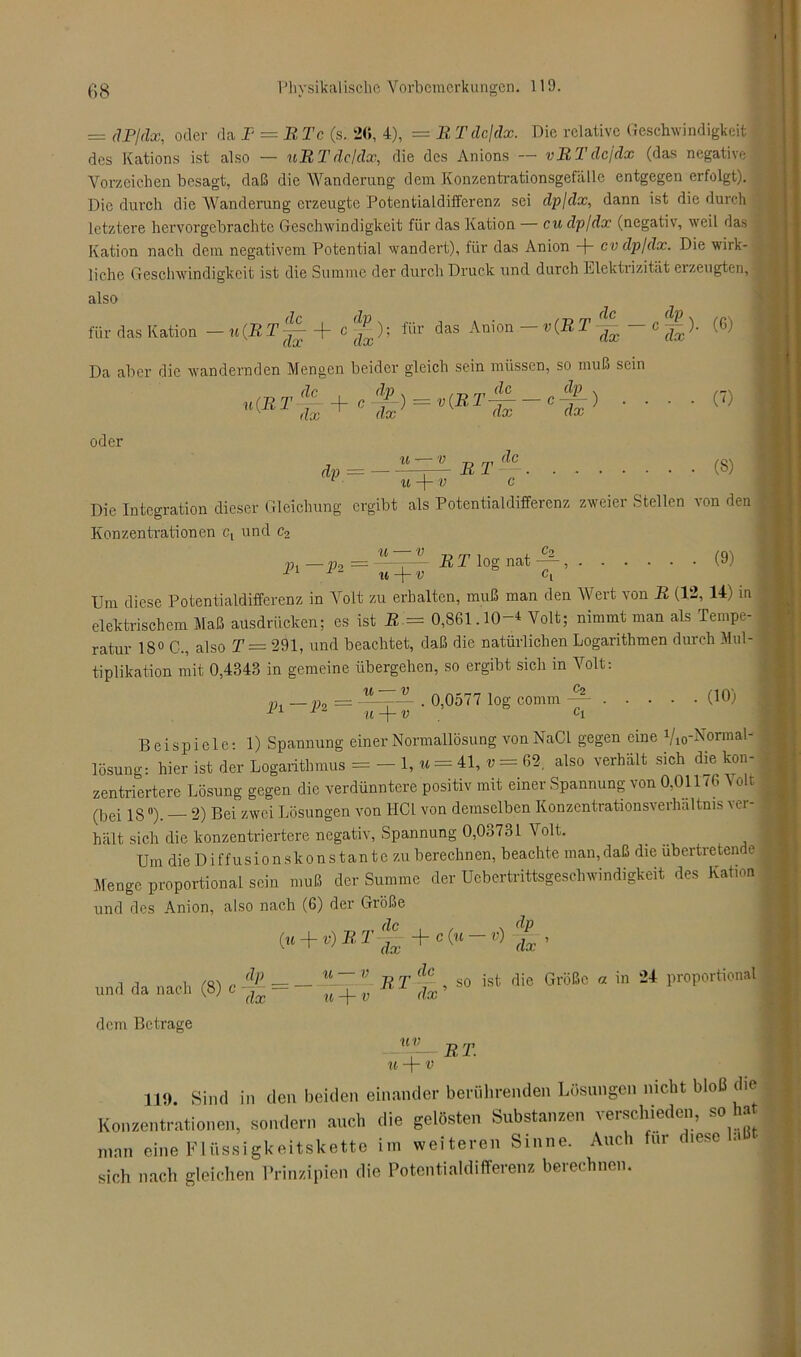 68 Physikalische Vorbemerkungen. 119.
= dP/dx, oder da P = RTc (s. 26, 4), = RTdc/dx. Die relative Geschwindigkeit
des Kations ist also — uRTdc/dx, die des Anions — vRTdc/dx (das negative
Vorzeichen besagt, daß die Wanderung dem Konzentrationsgefälle entgegen erfolgt).
Die durch die Wanderung erzeugte Potentialdifferenz sei dp/dx, dann ist die durch
letztere hervorgebrachte Geschwindigkeit für das Kation — cu dp/dx (negativ, weil das
Kation nach dem negativem Potential wandert), für das Anion + cv dp/dx. Die wirk-
liche Geschwindigkeit ist die Summe der durch Druck und durch Elektrizität erzeugten,
also
für das Kation — u(RT dc/dx + c dp/dx); für das Anion — v(RT dc/dx — c dp/dx). (6)
Da aber die wandernden Mengen beider gleich sein müssen, so muß sein
u(RT dc/dx + c dp/dx) = v(RT dc/dx — c dp/dx) . . . . . (7)
oder
dp = — (u — v)/(u + v) RT dc/c . . . . . . . . . (8)
Die Integration dieser Gleichung ergibt als Potentialdifferenz zweier Stellen von den
Konzentrationen c₁ und c₂
p₁ — p₂ = (u — v)/(u + v) RT log nat c₂/c₁, . . . . . . (9)
Um diese Potentialdifferenz in Volt zu erhalten, muß man den Wert von R (12, 14) in
elektrischem Maß ausdrücken; es ist R = 0,861.10⁻⁴ Volt; nimmt man als Tempe-
ratur 18° C., also T = 291, und beachtet, daß die natürlichen Logarithmen durch Mul-
tiplikation mit 0,4343 in gemeine übergehen, so ergibt sich in Volt:
p₁ — p₂ = (u — v)/(u + v) . 0,0577 log comm c₂/c₁ . . . . . (10)
Beispiele: 1) Spannung einer Normallösung von NaCl gegen eine ¹/₁₀-Normal-
lösung: hier ist der Logarithmus = — 1, u = 41, v = 62, also verhält sich die kon-
zentriertere Lösung gegen die verdünntere positiv mit einer Spannung von 0,01176 Volt
(bei 18°). — 2) Bei zwei Lösungen von HCl von demselben Konzentrationsverhältnis ver-
hält sich die konzentriertere negativ, Spannung 0,03731 Volt.
Um die Diffusionskonstante zu berechnen, beachte man, daß die übertretende
Menge proportional sein muß der Summe der Uebertrittsgeschwindigkeit des Kation
und des Anion, also nach (6) der Größe
(u + v) RT dc/dx + c (u — v) dp/dx,
und da nach (8) c dp/dx = — (u — v)/(u + v) RT dc/dx, so ist die Größe a in 24 proportional
dem Betrage
uv/(u + v) RT.
119. Sind in den beiden einander berührenden Lösungen nicht bloß die
Konzentrationen, sondern auch die gelösten Substanzen verschieden, so hat
man eine Flüssigkeitskette im weiteren Sinne. Auch für diese läßt
sich nach gleichen Prinzipien die Potentialdifferenz berechnen.